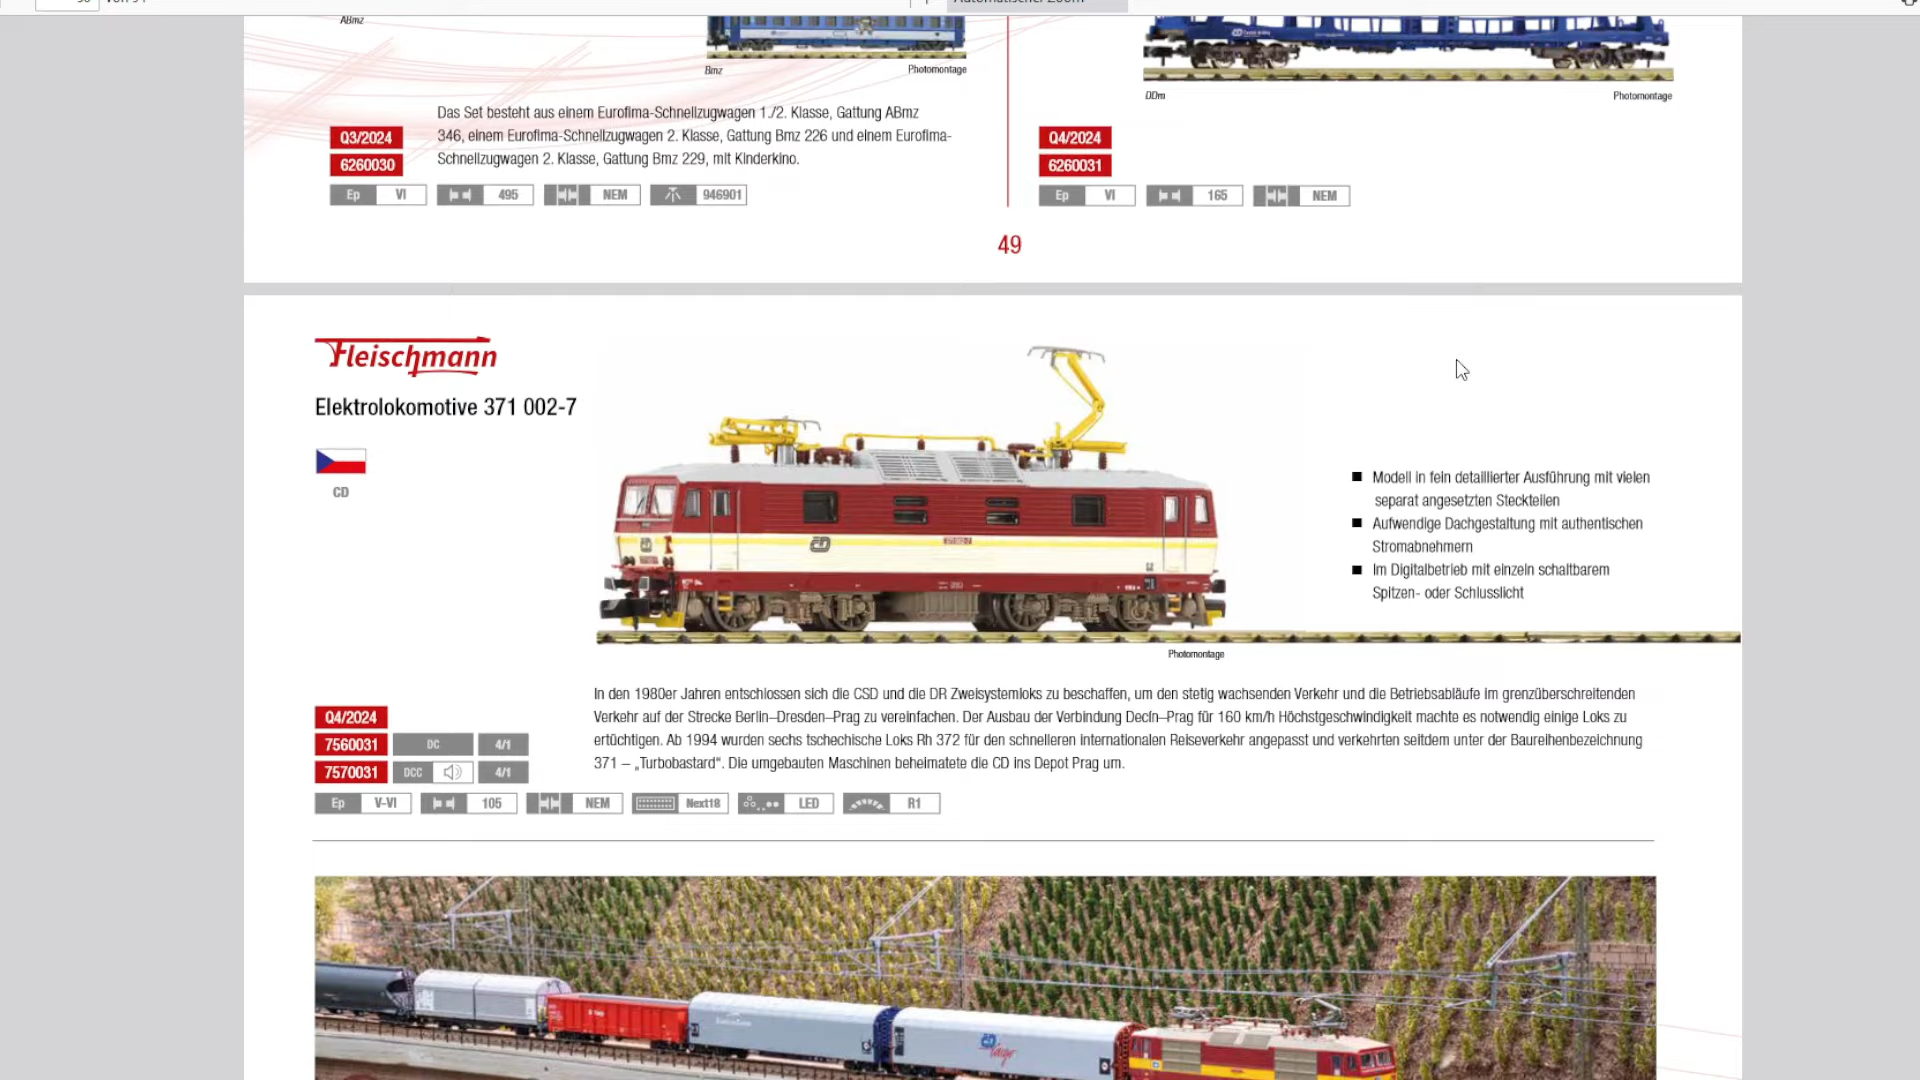 von 94
Automatischer Zoom
ABmz
Bmz
Photomontage
DDm
Photomontage
Das Set besteht aus einem Eurofima-Schnellzugwagen 1./2. Klasse, Gattung ABmz
346, einem Eurofima-Schnellzugwagen 2. Klasse, Gattung Bmz 226 und einem Eurofima-
Schnellzugwagen 2. Klasse, Gattung Bmz 229, mit Kinderkino.
Q3/2024
6260030
Ep VI 495 NEM 946901
Q4/2024
6260031
Ep VI 165 NEM
49
Fleischmann
Elektrolokomotive 371 002-7
CD
Modell in fein detaillierter Ausführung mit vielen
separat angesetzten Steckteilen
Aufwendige Dachgestaltung mit authentischen
Stromabnehmern
Im Digitalbetrieb mit einzeln schaltbarem
Spitzen- oder Schlusslicht
Photomontage
In den 1980er Jahren entschlossen sich die CSD und die DR Zweisystemloks zu beschaffen, um den stetig wachsenden Verkehr und die Betriebsabläufe im grenzüberschreitenden
Verkehr auf der Strecke Berlin–Dresden–Prag zu vereinfachen. Der Ausbau der Verbindung Decín–Prag für 160 km/h Höchstgeschwindigkeit machte es notwendig einige Loks zu
ertüchtigen. Ab 1994 wurden sechs tschechische Loks Rh 372 für den schnelleren internationalen Reiseverkehr angepasst und verkehrten seitdem unter der Baureihenbezeichnung
371 – „Turbobastard“. Die umgebauten Maschinen beheimatete die CD ins Depot Prag um.
Q4/2024
7560031 DC 4/1
7570031 DCC 4/1
Ep V-VI 105 NEM Next18 LED R1